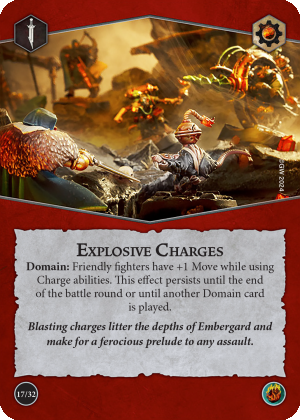 ©GW 2024
EXPLOSIVE CHARGES
Domain: Friendly fighters have +1 Move while using
Charge abilities. This effect persists until the end
of the battle round or until another Domain card
is played.
Blasting charges litter the depths of Embergard and
make for a ferocious prelude to any assault.
17/32